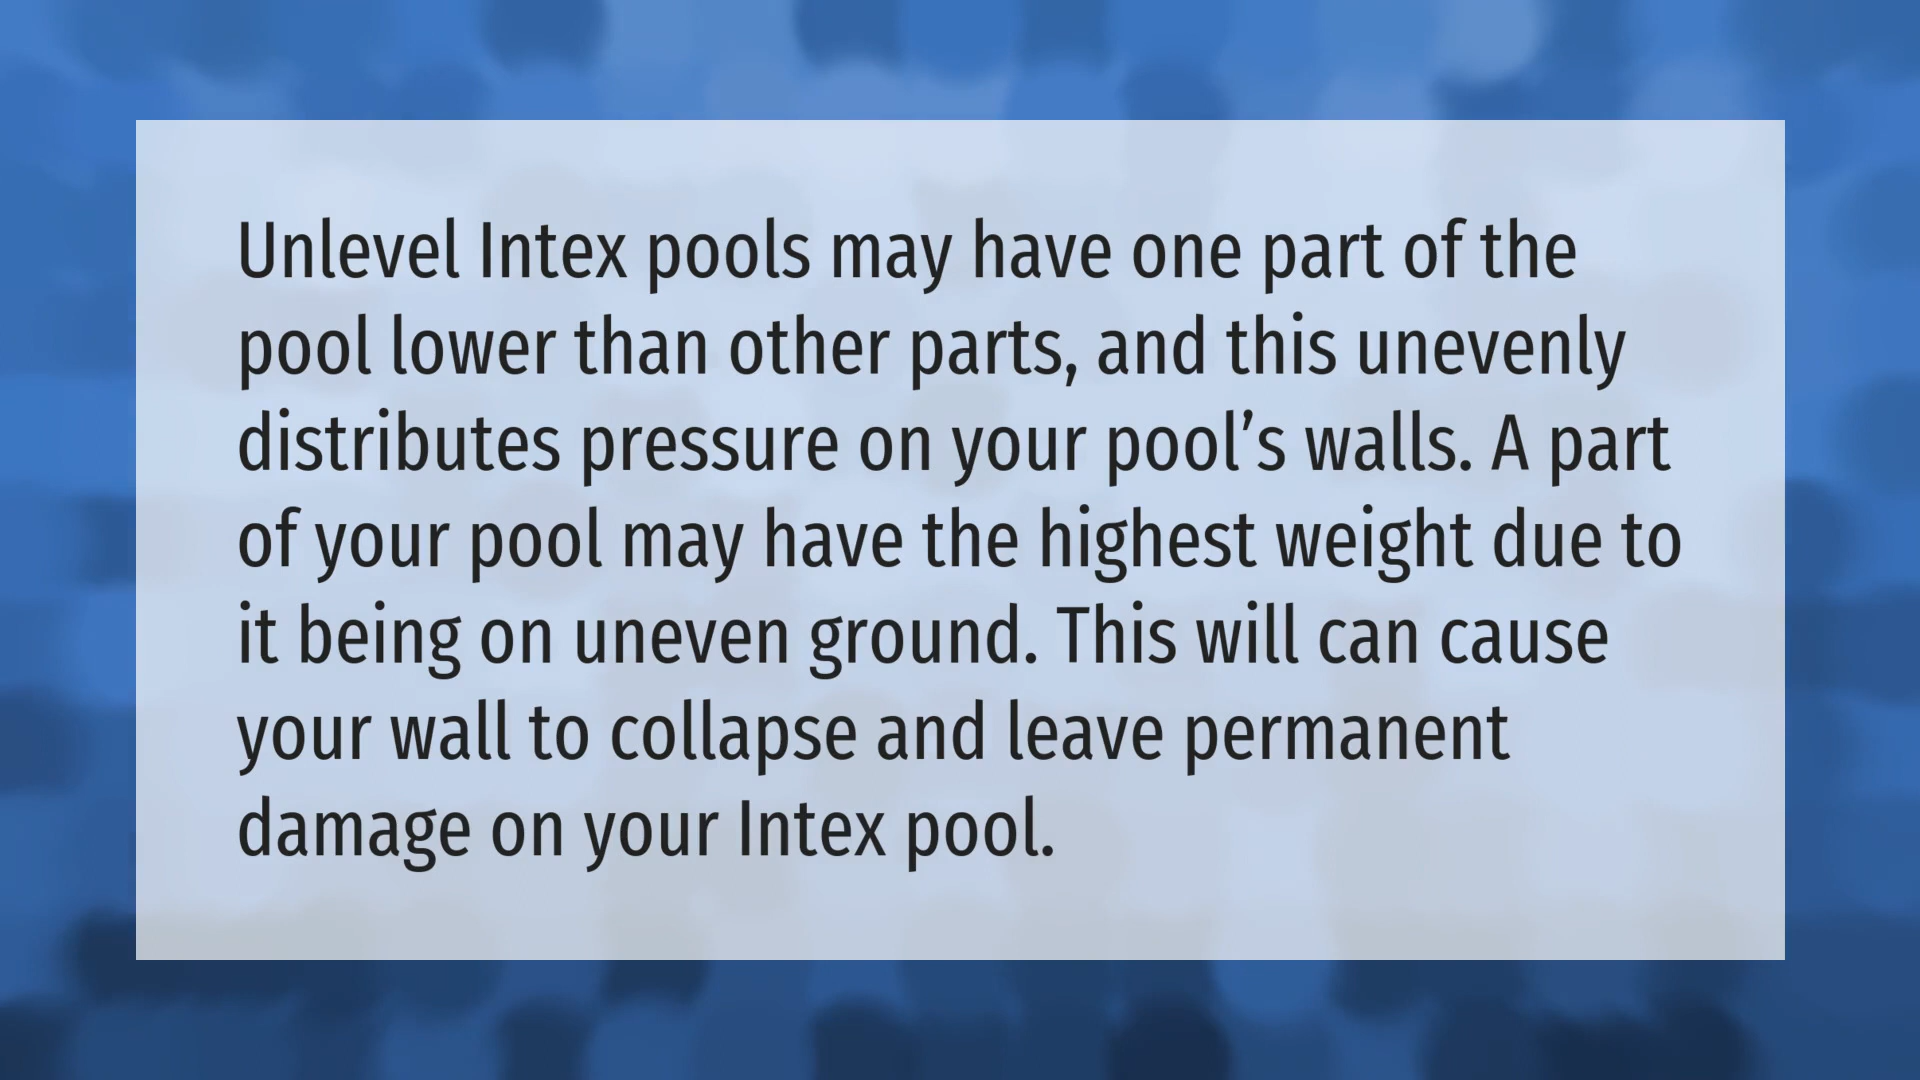 Unlevel Intex pools may have one part of the
pool lower than other parts, and this unevenly
distributes pressure on your pool’s walls. A part
of your pool may have the highest weight due to
it being on uneven ground. This will can cause
your wall to collapse and leave permanent
damage on your Intex pool.